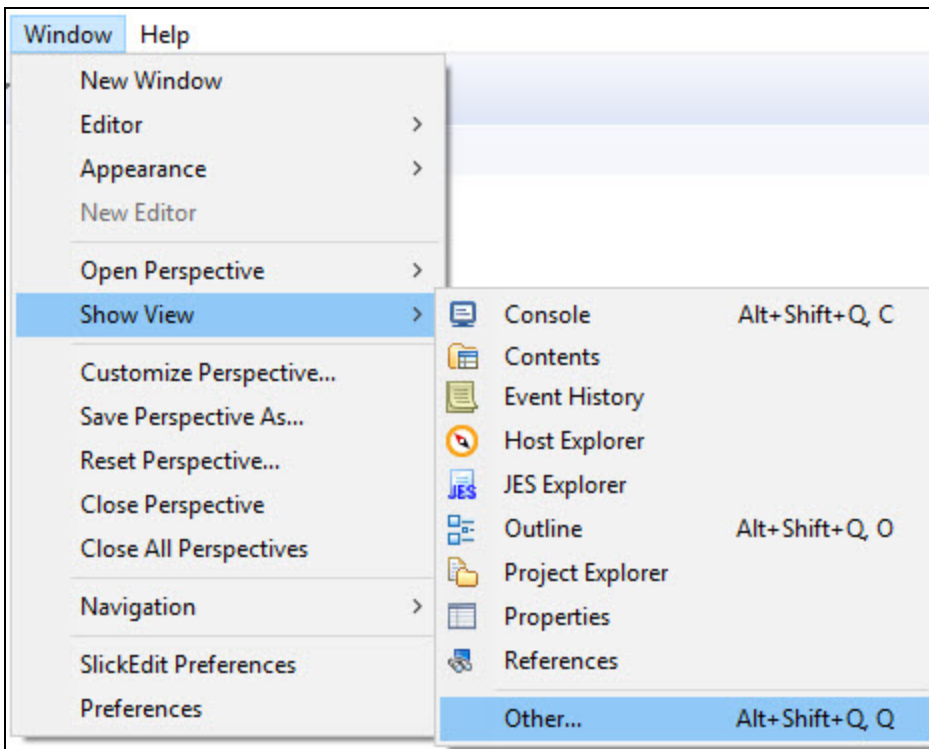 Window Help
New Window
Editor
Appearance
New Editor
Open Perspective
Show View
Customize Perspective...
Save Perspective As...
Reset Perspective...
Close Perspective
Close All Perspectives
Navigation
SlickEdit Preferences
Preferences
Console Alt+Shift+Q, C
Contents
Event History
Host Explorer
JES JES Explorer
Outline Alt+Shift+Q, O
Project Explorer
Properties
References
Other... Alt+Shift+Q, Q